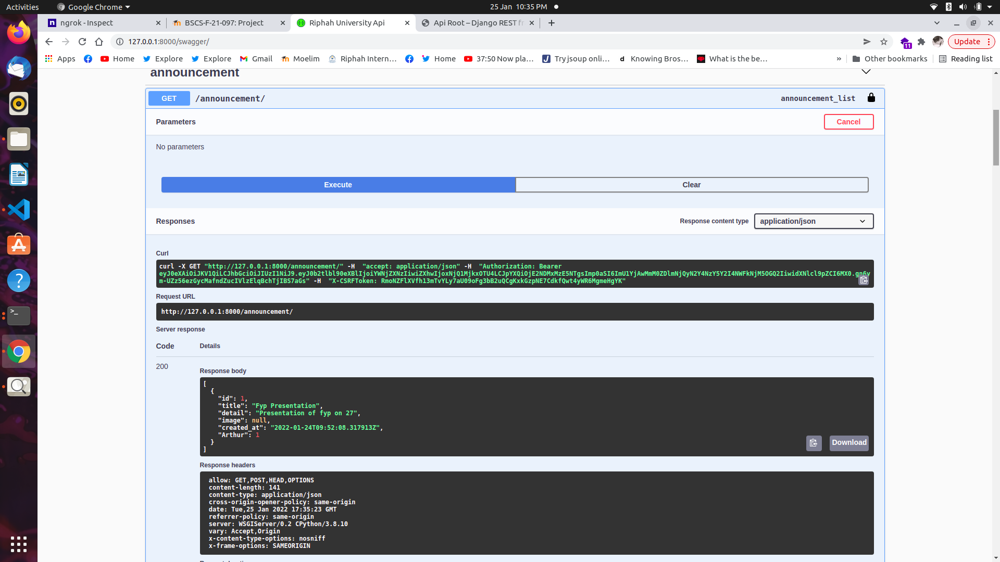 Activities
Google Chrome
25 Jan 10:35 PM
ngrok - Inspect
BSCS-F-21-097: Project
Riphah University Api
Api Root – Django REST fr
127.0.0.1:8000/swagger/
11
Update
Apps
Home
Explore
Explore
Gmail
Moelim
Riphah Intern...
Home
37:50 Now pla...
Try jsoup onli...
d Knowing Bros...
What is the be...
»
Other bookmarks
Reading list
announcement
GET /announcement/
announcement_list
Parameters
Cancel
No parameters
Execute
Clear
Responses
Response content type
application/json
Curl
curl -X GET "http://127.0.0.1:8000/announcement/" -H  "accept: application/json" -H  "Authorization: Bearer
m-UZz56ezGycMafndZucIVlzElqBchTjIBS7aGs" -H  "X-CSRFToken: RmoNZFlXVfh13mTvYLy7aU09oFg3bB2uQCgKxkGzpNE7CdkfQwt4yWR6MgmeHgYK"
Request URL
http://127.0.0.1:8000/announcement/
Server response
Code
Details
200
Response body
[
{
"id": 1,
"title": "Fyp Presentation",
"detail": "Presentation of fyp on 27",
"image": null,
"created_at": "2022-01-24T09:52:08.317913Z",
"Arthur": 1
}
]
Download
Response headers
allow: GET,POST,HEAD,OPTIONS
content-length: 141
content-type: application/json
cross-origin-opener-policy: same-origin
date: Tue,25 Jan 2022 17:35:23 GMT
referrer-policy: same-origin
server: WSGIServer/0.2 CPython/3.8.10
vary: Accept,Origin
x-content-type-options: nosniff
x-frame-options: SAMEORIGIN